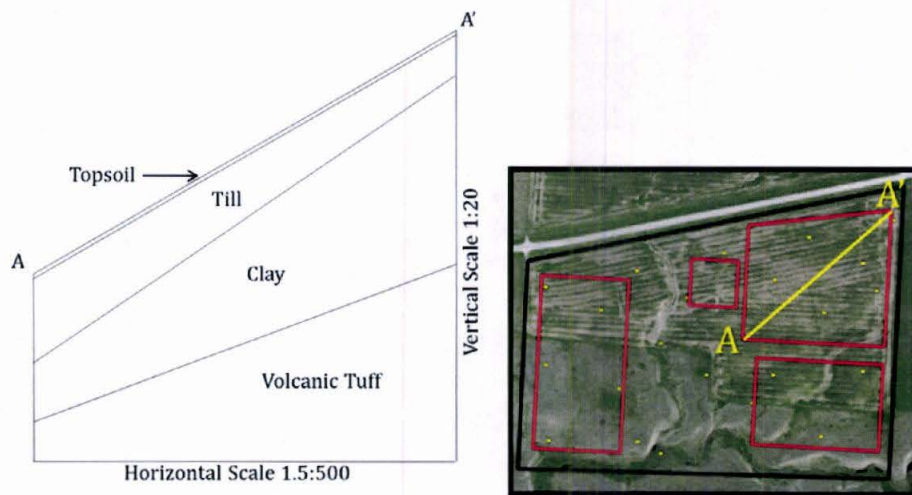 A'
Topsoil
Till
A
Clay
Vertical Scale 1:20
Volcanic Tuff
Horizontal Scale 1.5:500
A'
A